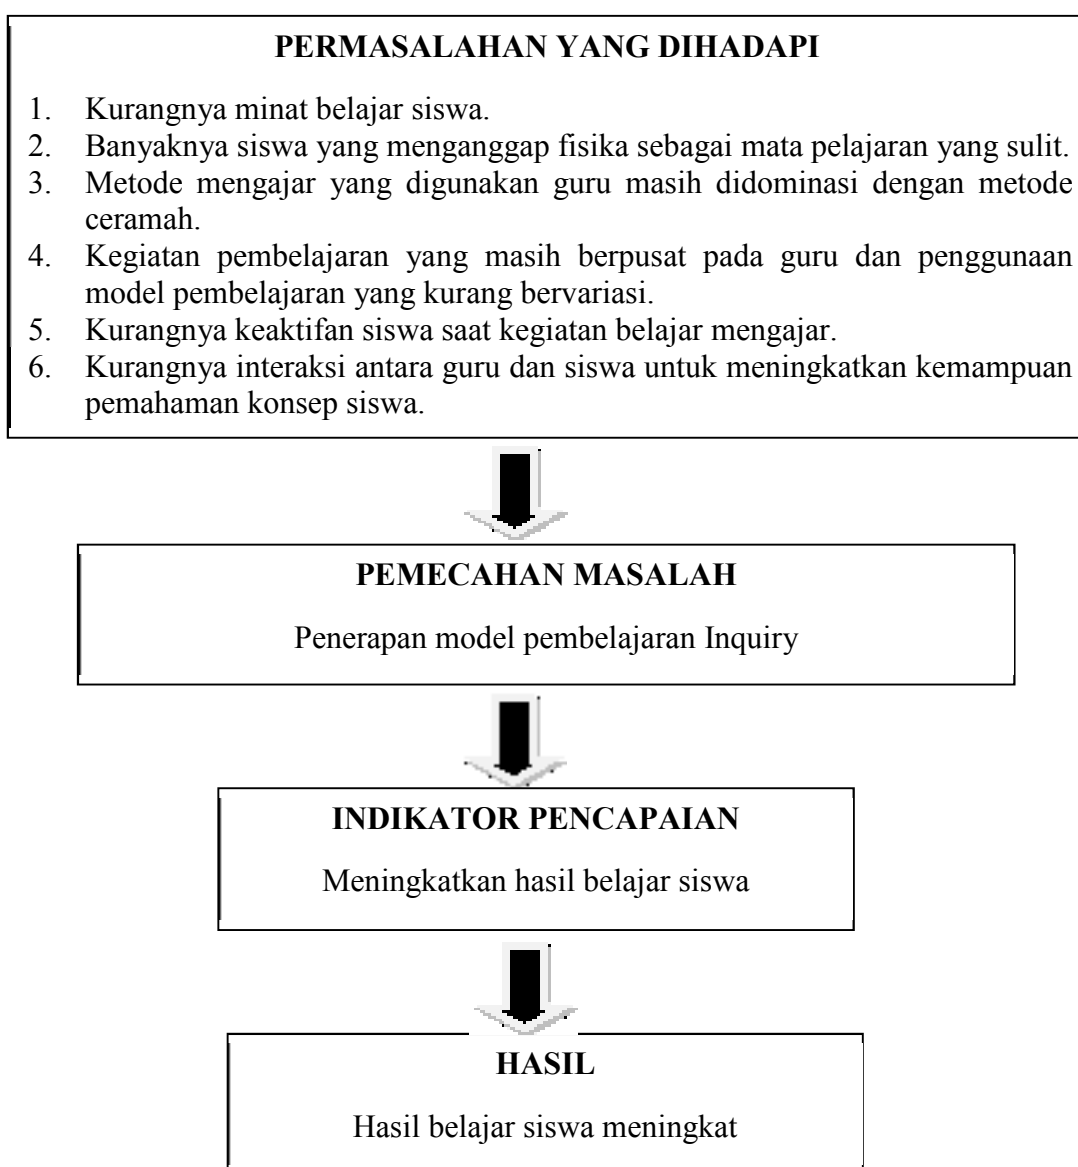 PERMASALAHAN YANG DIHADAPI
1. Kurangnya minat belajar siswa.
2. Banyaknya siswa yang menganggap fisika sebagai mata pelajaran yang sulit.
3. Metode mengajar yang digunakan guru masih didominasi dengan metode
ceramah.
4. Kegiatan pembelajaran yang masih berpusat pada guru dan penggunaan
model pembelajaran yang kurang bervariasi.
5. Kurangnya keaktifan siswa saat kegiatan belajar mengajar.
6. Kurangnya interaksi antara guru dan siswa untuk meningkatkan kemampuan
pemahaman konsep siswa.
PEMECAHAN MASALAH
Penerapan model pembelajaran Inquiry
INDIKATOR PENCAPAIAN
Meningkatkan hasil belajar siswa
HASIL
Hasil belajar siswa meningkat